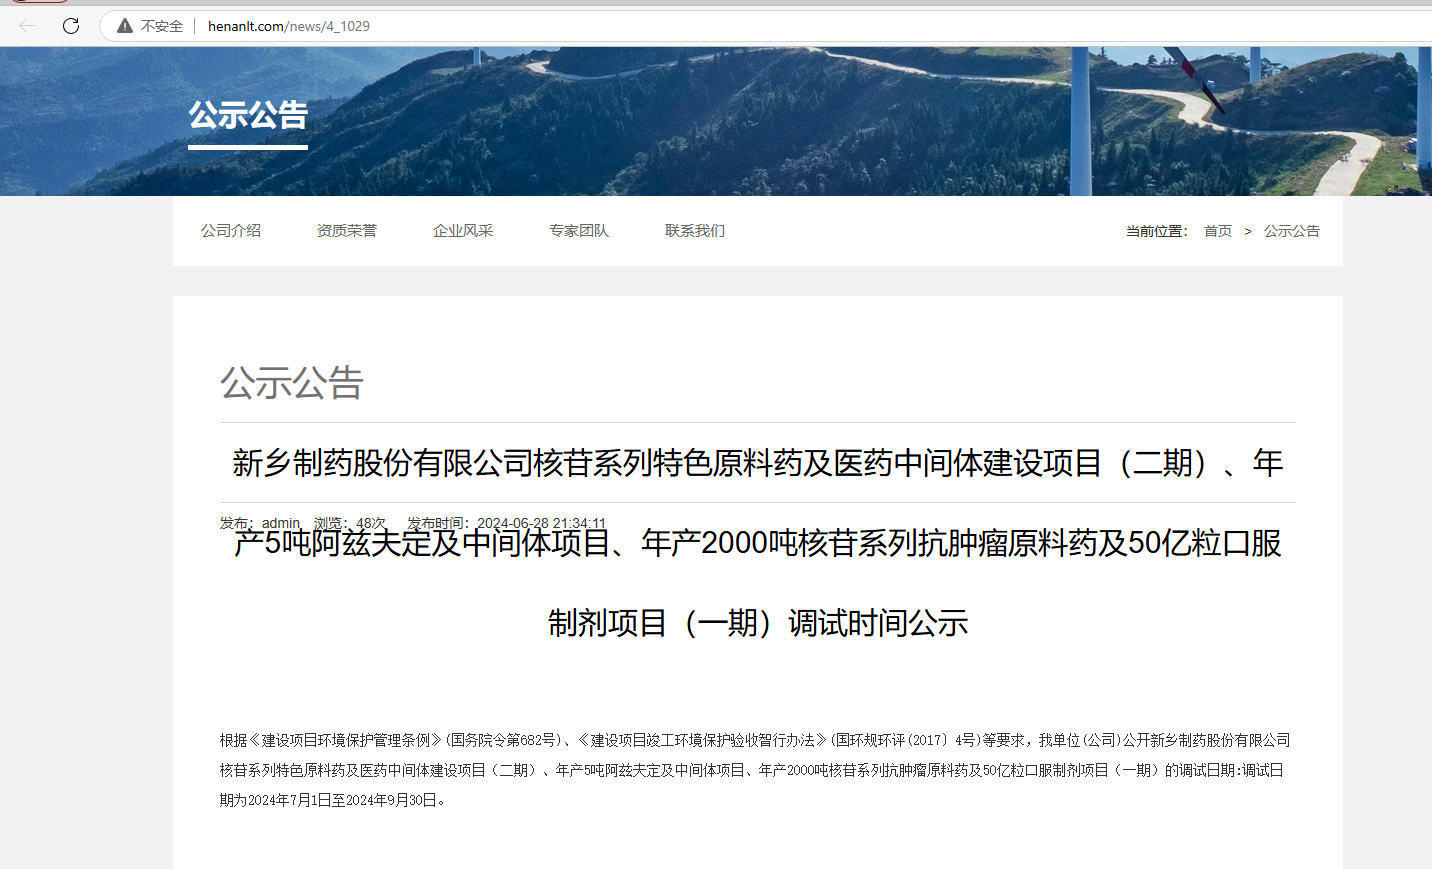 不安全 henanlt.com/news/4_1029
公示公告
公司介绍 资质荣誉 企业风采 专家团队 联系我们 当前位置： 首页 > 公示公告
公示公告
新乡制药股份有限公司核苷系列特色原料药及医药中间体建设项目（二期）、年
发布：admin 浏览：48次 发布时间：2024-06-28 21:34:11
产5吨阿兹夫定及中间体项目、年产2000吨核苷系列抗肿瘤原料药及50亿粒口服
制剂项目（一期）调试时间公示
根据《建设项目环境保护管理条例》(国务院令第682号)、《建设项目竣工环境保护验收智行办法》(国环规环评(2017〕4号)等要求，我单位(公司)公开新乡制药股份有限公司
核苷系列特色原料药及医药中间体建设项目（二期）、年产5吨阿兹夫定及中间体项目、年产2000吨核苷系列抗肿瘤原料药及50亿粒口服制剂项目（一期）的调试日期:调试日
期为2024年7月1日至2024年9月30日。